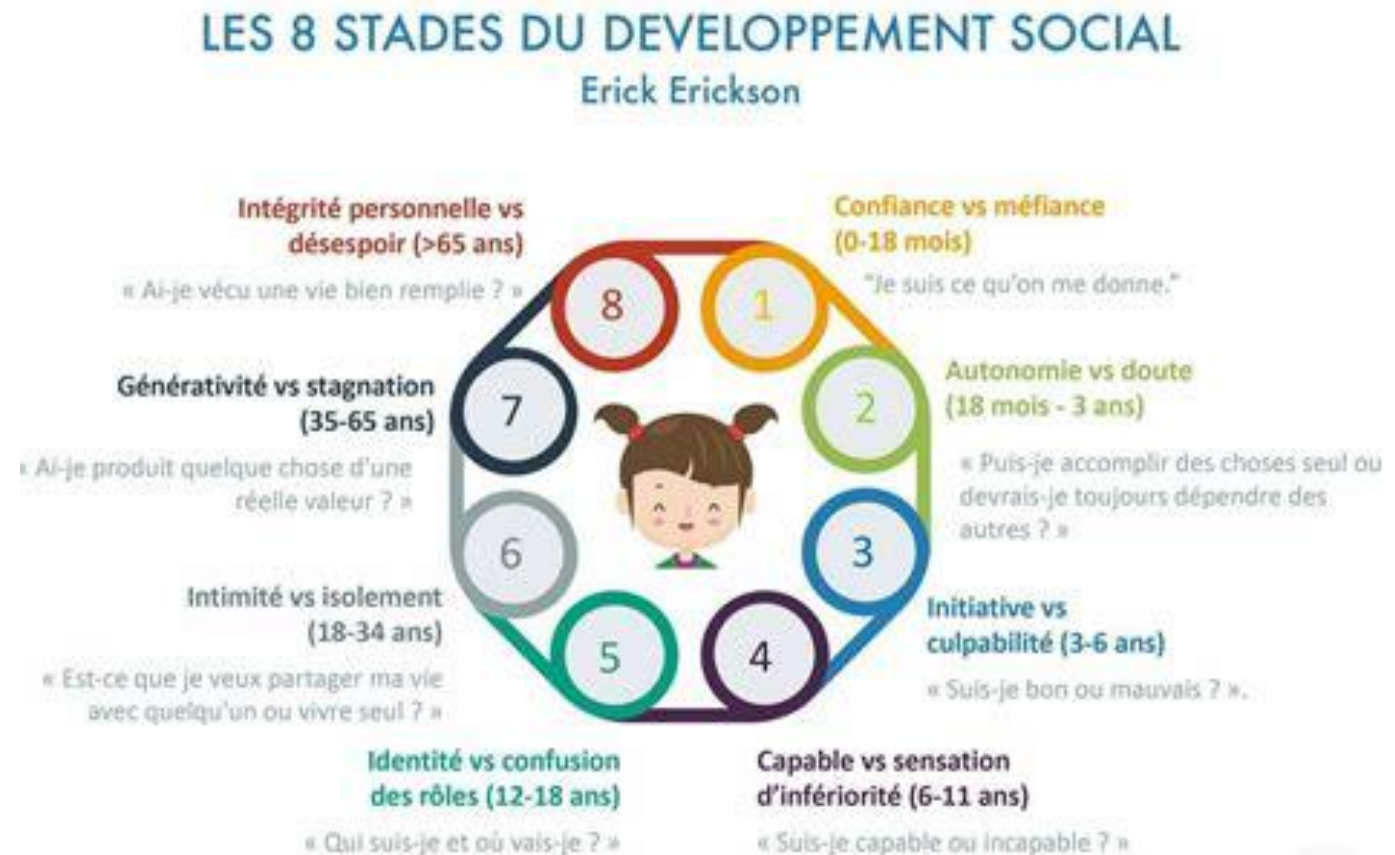 LES 8 STADES DU DEVELOPPEMENT SOCIAL
Erick Erickson
Confiance vs méfiance
(0-18 mois)
"Je suis ce qu'on me donne."
1
Autonomie vs doute
(18 mois - 3 ans)
« Puis-je accomplir des choses seul ou
devrais-je toujours dépendre des
autres ? »
2
Initiative vs
culpabilité (3-6 ans)
« Suis-je bon ou mauvais ? ».
3
Capable vs sensation
d'infériorité (6-11 ans)
« Suis-je capable ou incapable ? »
4
Identité vs confusion
des rôles (12-18 ans)
« Qui suis-je et où vais-je ? »
5
Intimité vs isolement
(18-34 ans)
« Est-ce que je veux partager ma vie
avec quelqu'un ou vivre seul ? »
6
Générativité vs stagnation
(35-65 ans)
« Ai-je produit quelque chose d'une
réelle valeur ? »
7
Intégrité personnelle vs
désespoir (>65 ans)
« Ai-je vécu une vie bien remplie ? »
8